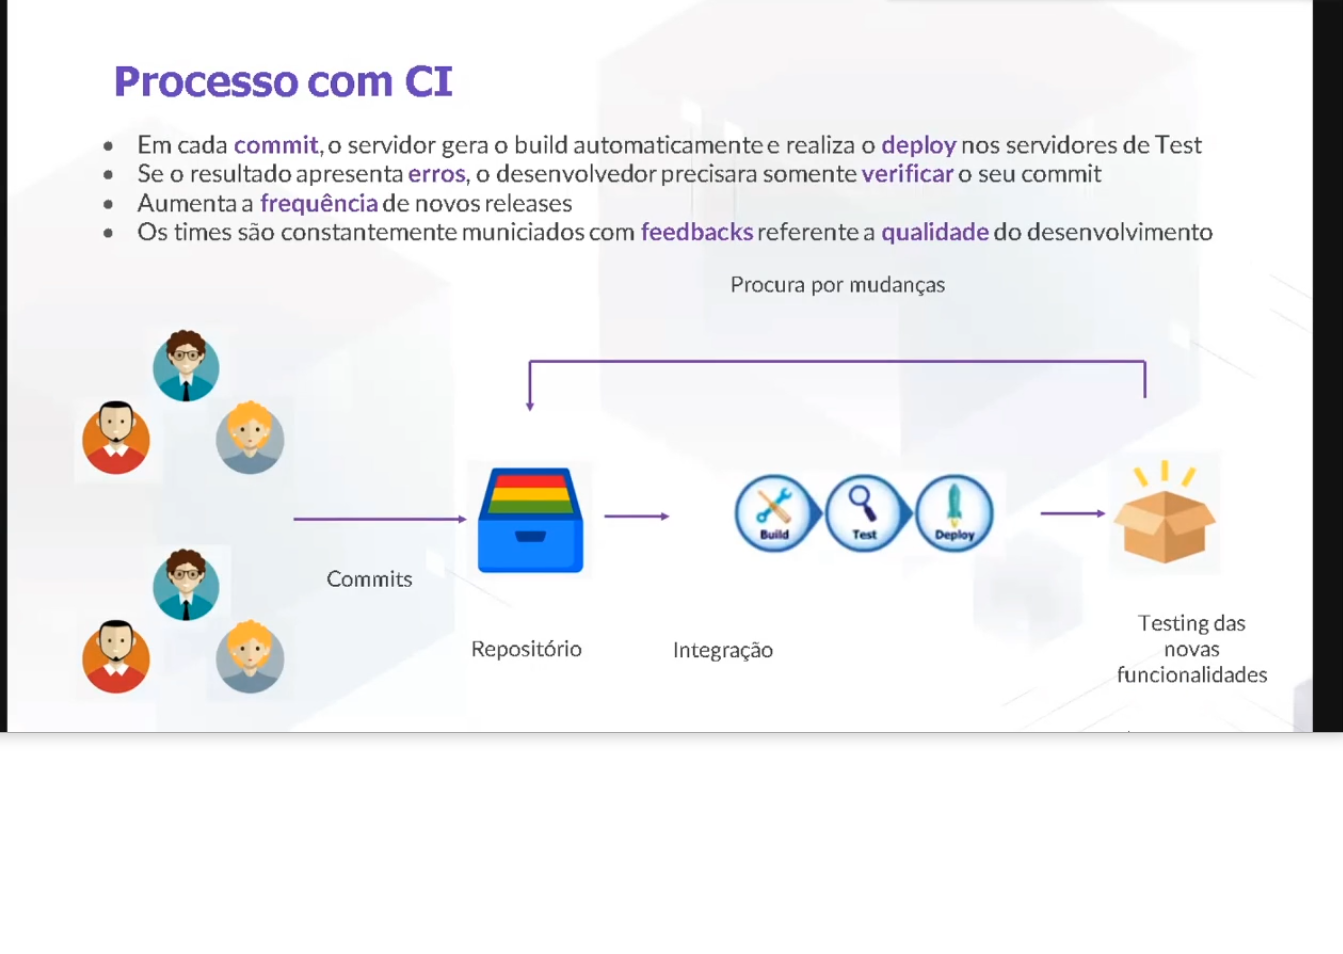 Processo com CI
• Em cada commit, o servidor gera o build automaticamente e realiza o deploy nos servidores de Test
• Se o resultado apresenta erros, o desenvolvedor precisara somente verificar o seu commit
• Aumenta a frequência de novos releases
• Os times são constantemente municiados com feedbacks referente a qualidade do desenvolvimento
Procura por mudanças
Build
Test
Deploy
Commits
Repositório
Integração
Testing das
novas
funcionalidades